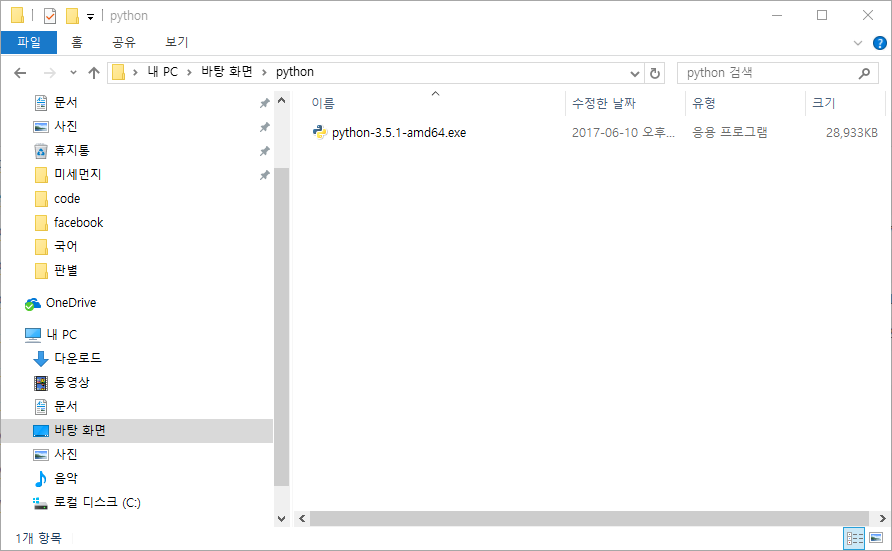 python
파일 홈 공유 보기
내 PC 바탕 화면 python
python 검색
문서
사진
휴지통
미세먼지
code
facebook
국어
판별
OneDrive
내 PC
다운로드
동영상
문서
바탕 화면
사진
음악
로컬 디스크 (C:)
이름 수정한 날짜 유형 크기
python-3.5.1-amd64.exe 2017-06-10 오후... 응용 프로그램 28,933KB
1개 항목